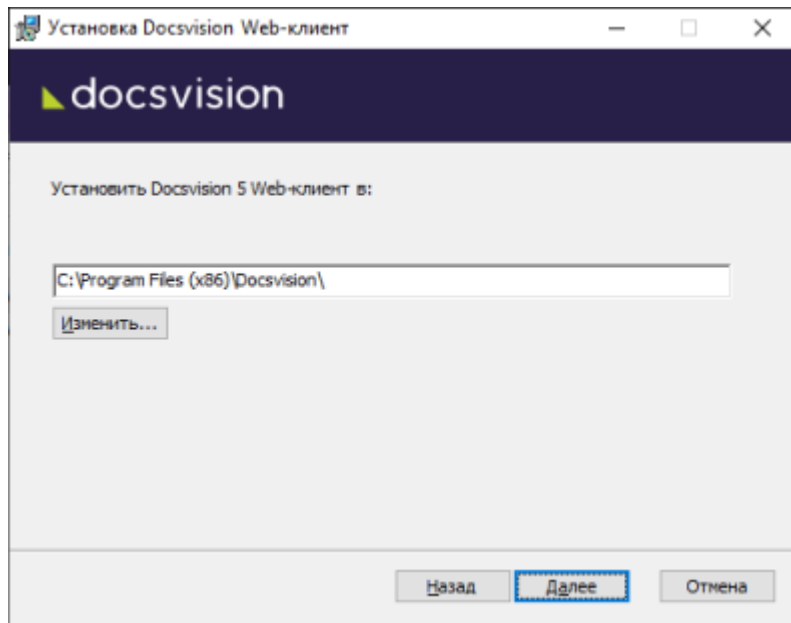 Установка Docsvision Web-клиент
docsvision
Установить Docsvision 5 Web-клиент в:
C:\Program Files (x86)\Docsvision\
Изменить...
Назад Далее Отмена